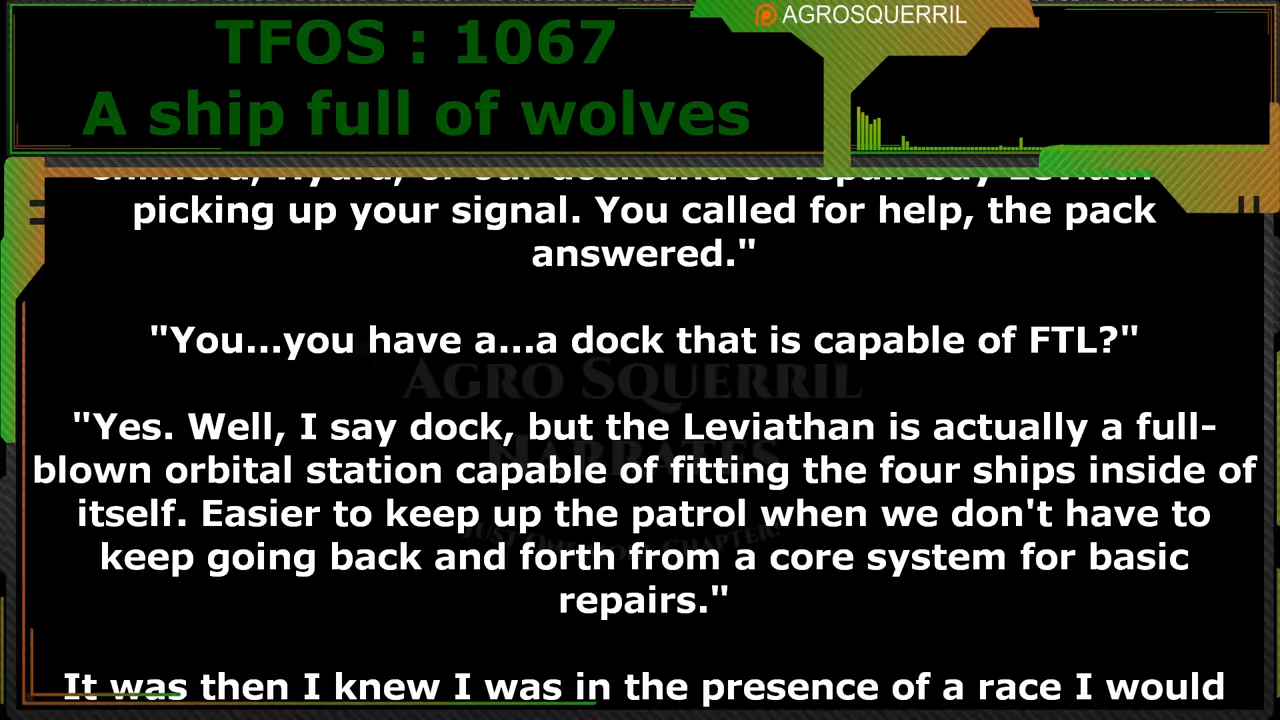 AGROSQUERRIL
TFOS : 1067
A ship full of wolves
picking up your signal. You called for help, the pack
answered."
"You...you have a...a dock that is capable of FTL?"
AGRO SQUERRIL
NARRATES
"Yes. Well, I say dock, but the Leviathan is actually a full-
blown orbital station capable of fitting the four ships inside of
itself. Easier to keep up the patrol when we don't have to
keep going back and forth from a core system for basic
repairs."
It was then I knew I was in the presence of a race I would